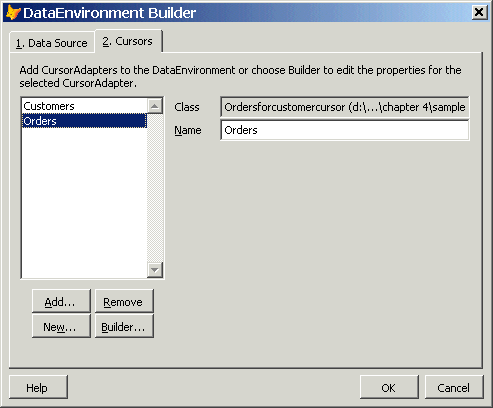 DataEnvironment Builder
1. Data Source
2. Cursors
Add CursorAdapters to the DataEnvironment or choose Builder to edit the properties for the
selected CursorAdapter.
Customers
Orders
Class
Ordersforcustomercursor (d:\...\chapter 4\sample
Name
Orders
Add...
Remove
New...
Builder...
Help
OK
Cancel